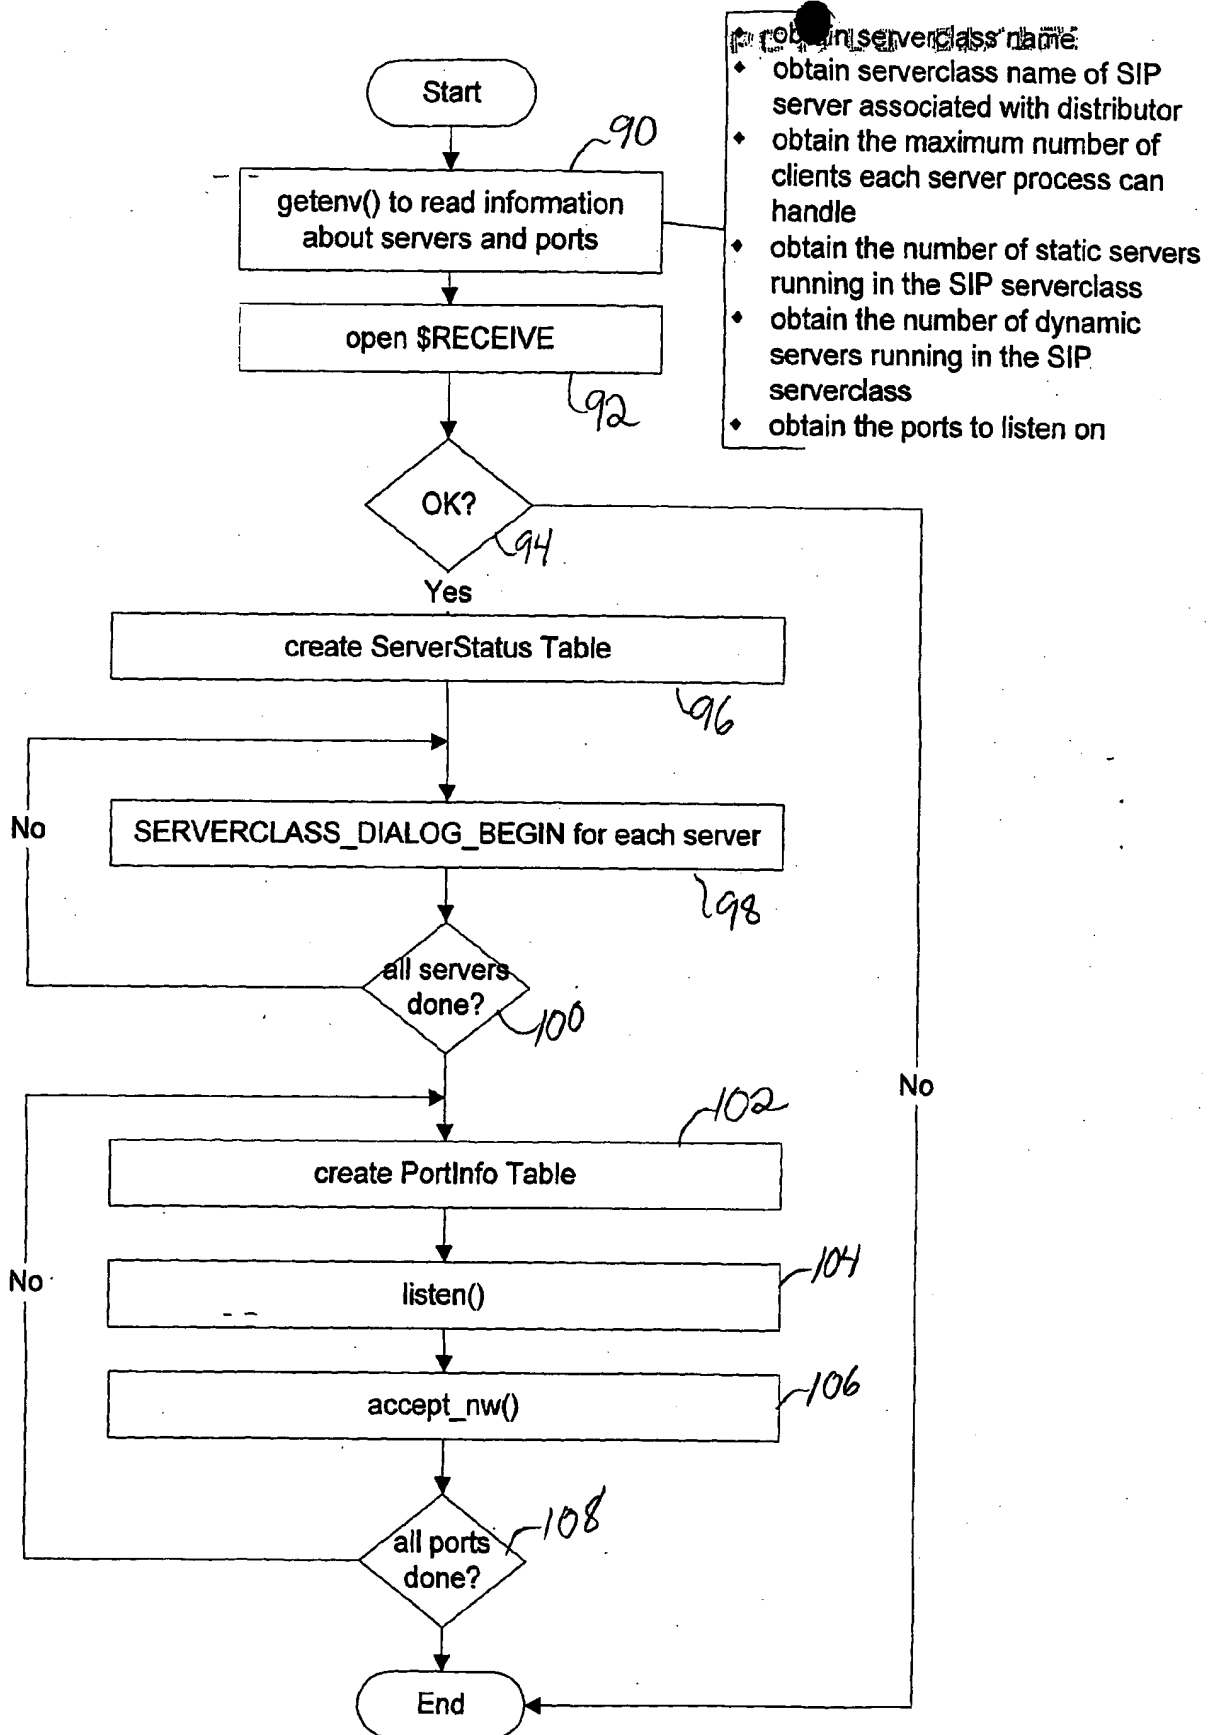 Start
90
getenv() to read information
about servers and ports
obtain serverclass name
◆ obtain serverclass name of SIP
server associated with distributor
◆ obtain the maximum number of
clients each server process can
handle
◆ obtain the number of static servers
running in the SIP serverclass
◆ obtain the number of dynamic
servers running in the SIP
serverclass
◆ obtain the ports to listen on
open $RECEIVE
92
OK?
94
Yes
create ServerStatus Table
96
No
SERVERCLASS_DIALOG_BEGIN for each server
98
all servers
done?
100
No
102
create PortInfo Table
104
No
listen()
106
accept_nw()
108
all ports
done?
End